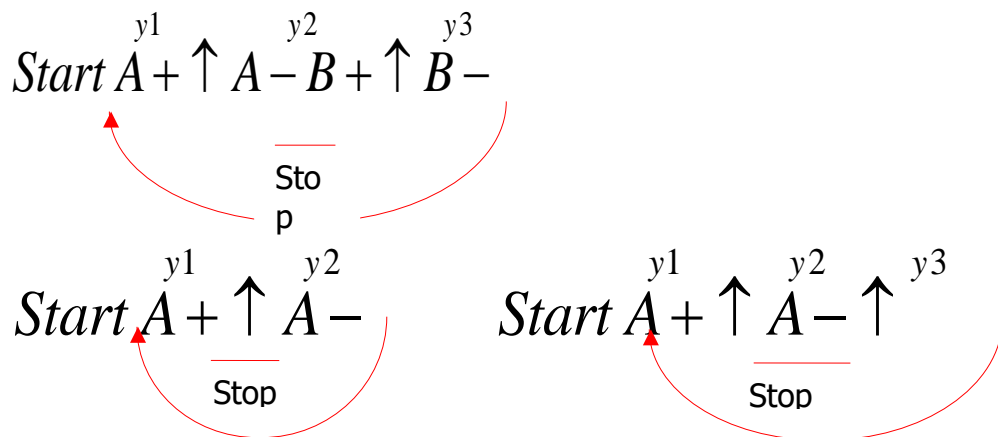 y1 y2 y3
Start A + ↑ A − B + ↑ B −
Sto
p
y1 y2
Start A + ↑ A −
Stop
y1 y2 y3
Start A + ↑ A − ↑
Stop